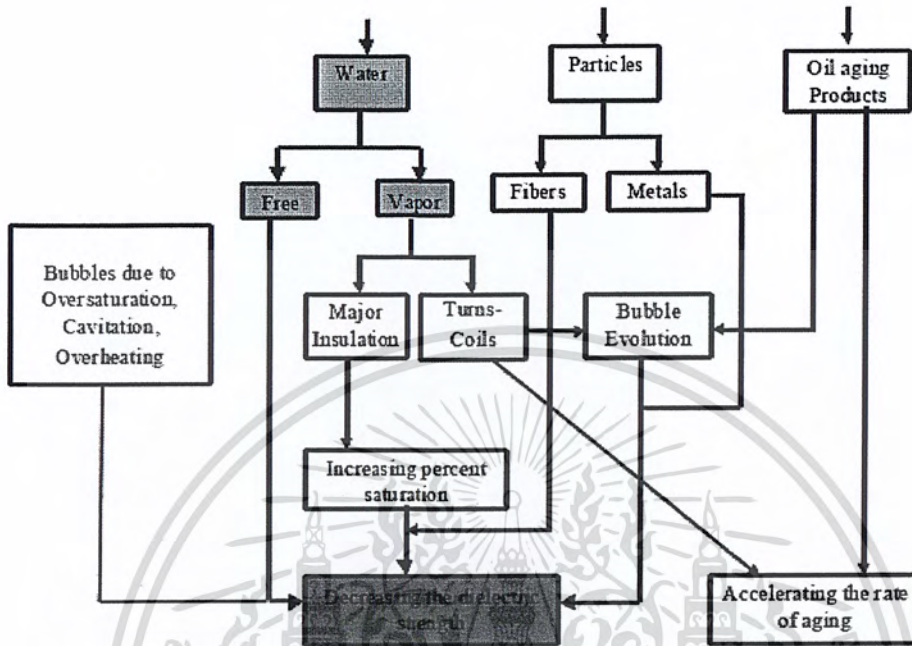 Water
Particles
Oil aging
Products
Free
Vapor
Fibers
Metals
Bubbles due to
Oversaturation,
Cavitation,
Overheating
Major
Insulation
Turns-
Coils
Bubble
Evolution
Increasing percent
saturation
Decreasing the dielectric
strength
Accelerating the rate
of aging